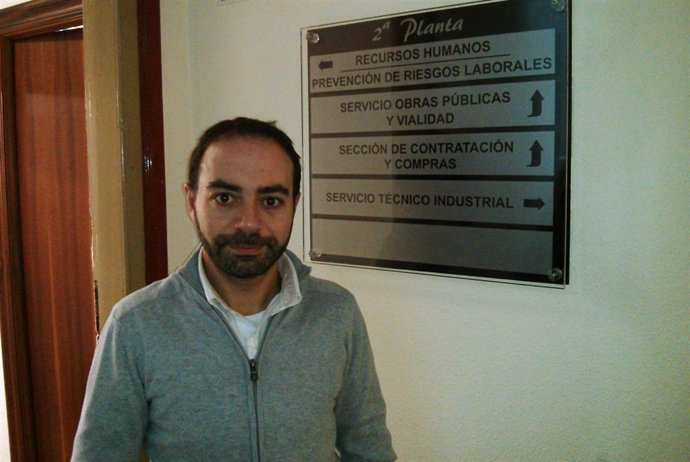 2ª Planta
RECURSOS HUMANOS
PREVENCIÓN DE RIESGOS LABORALES
SERVICIO OBRAS PÚBLICAS
Y VIALIDAD
SECCIÓN DE CONTRATACIÓN
Y COMPRAS
SERVICIO TÉCNICO INDUSTRIAL